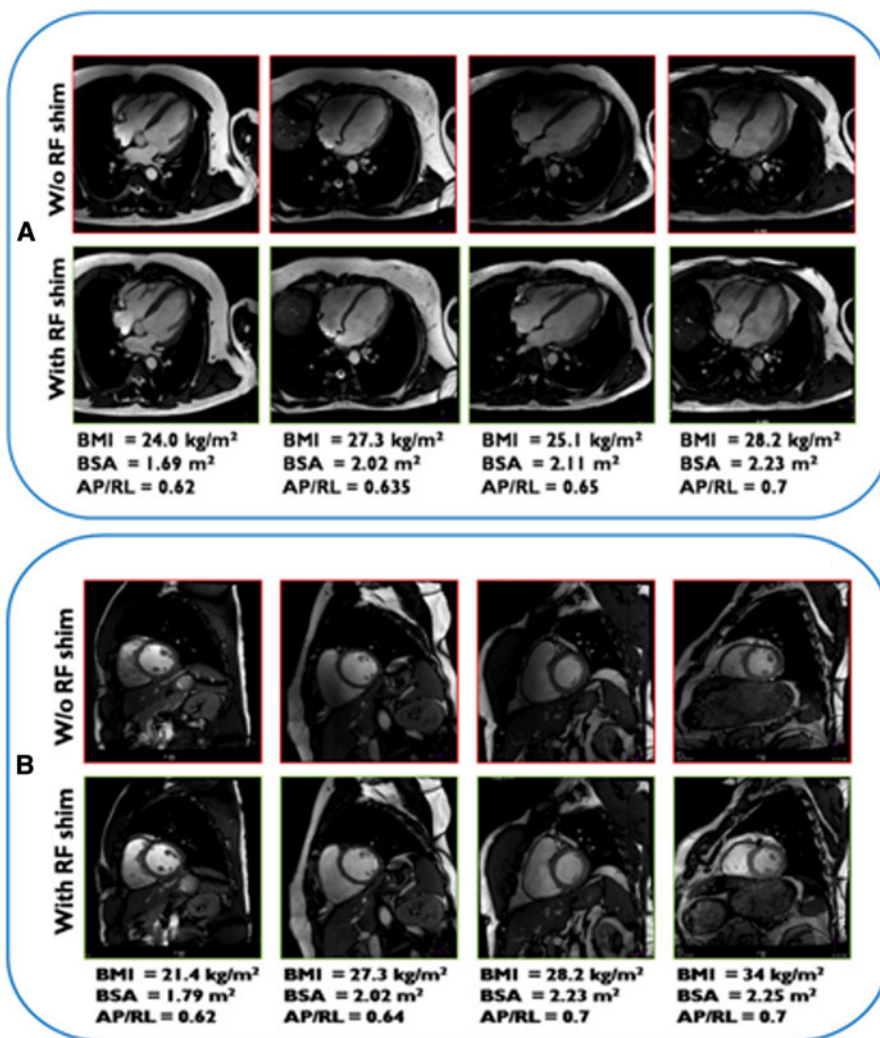 A
W/o RF shim
With RF shim
BMI = 24.0 kg/m²
BSA = 1.69 m²
AP/RL = 0.62
BMI = 27.3 kg/m²
BSA = 2.02 m²
AP/RL = 0.635
BMI = 25.1 kg/m²
BSA = 2.11 m²
AP/RL = 0.65
BMI = 28.2 kg/m²
BSA = 2.23 m²
AP/RL = 0.7
B
W/o RF shim
With RF shim
BMI = 21.4 kg/m²
BSA = 1.79 m²
AP/RL = 0.62
BMI = 27.3 kg/m²
BSA = 2.02 m²
AP/RL = 0.64
BMI = 28.2 kg/m²
BSA = 2.23 m²
AP/RL = 0.7
BMI = 34 kg/m²
BSA = 2.25 m²
AP/RL = 0.7